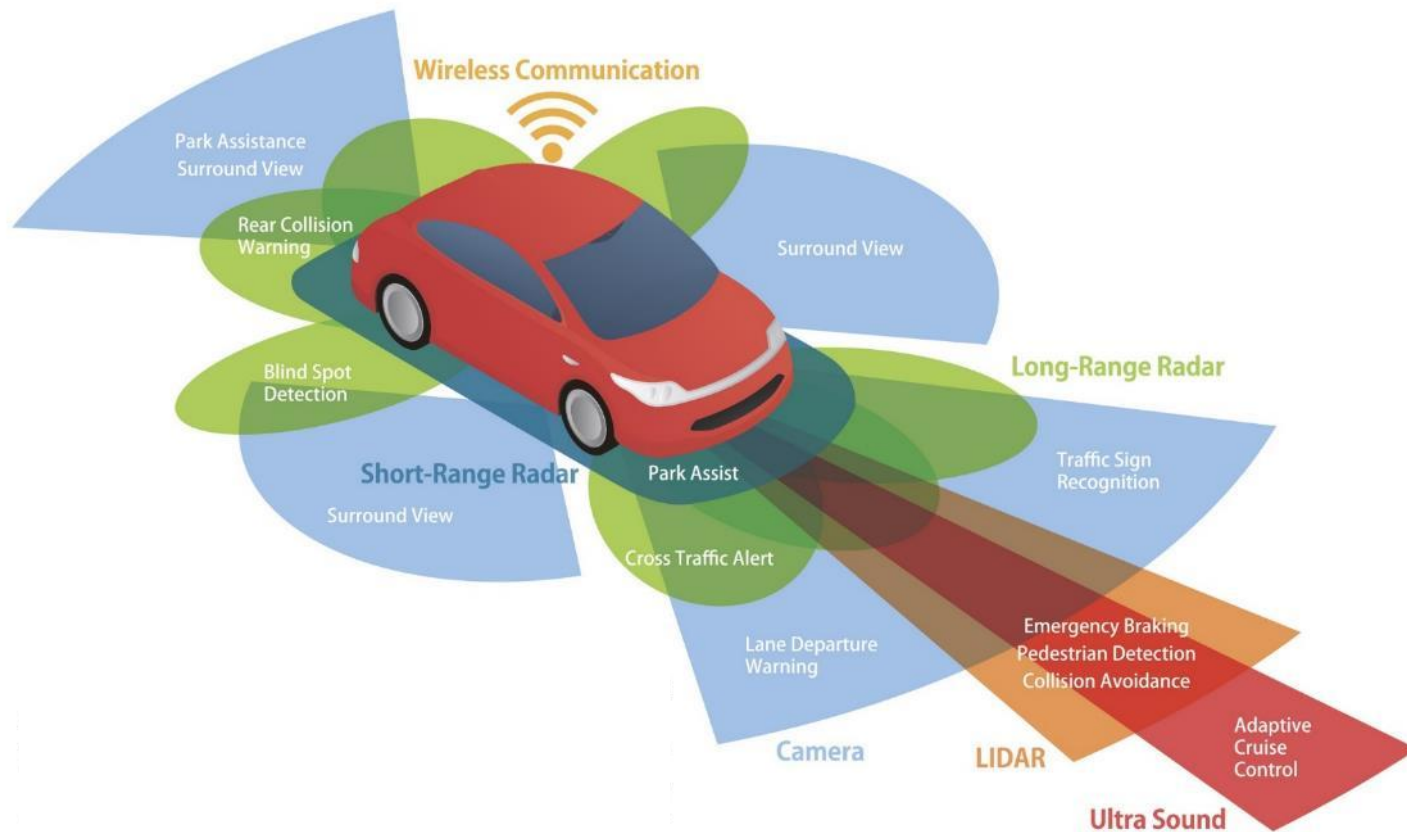 Wireless Communication
Park Assistance
Surround View
Rear Collision
Warning
Surround View
Blind Spot
Detection
Long-Range Radar
Short-Range Radar
Park Assist
Traffic Sign
Recognition
Surround View
Cross Traffic Alert
Lane Departure
Warning
Emergency Braking
Pedestrian Detection
Collision Avoidance
Camera
LIDAR
Adaptive
Cruise
Control
Ultra Sound